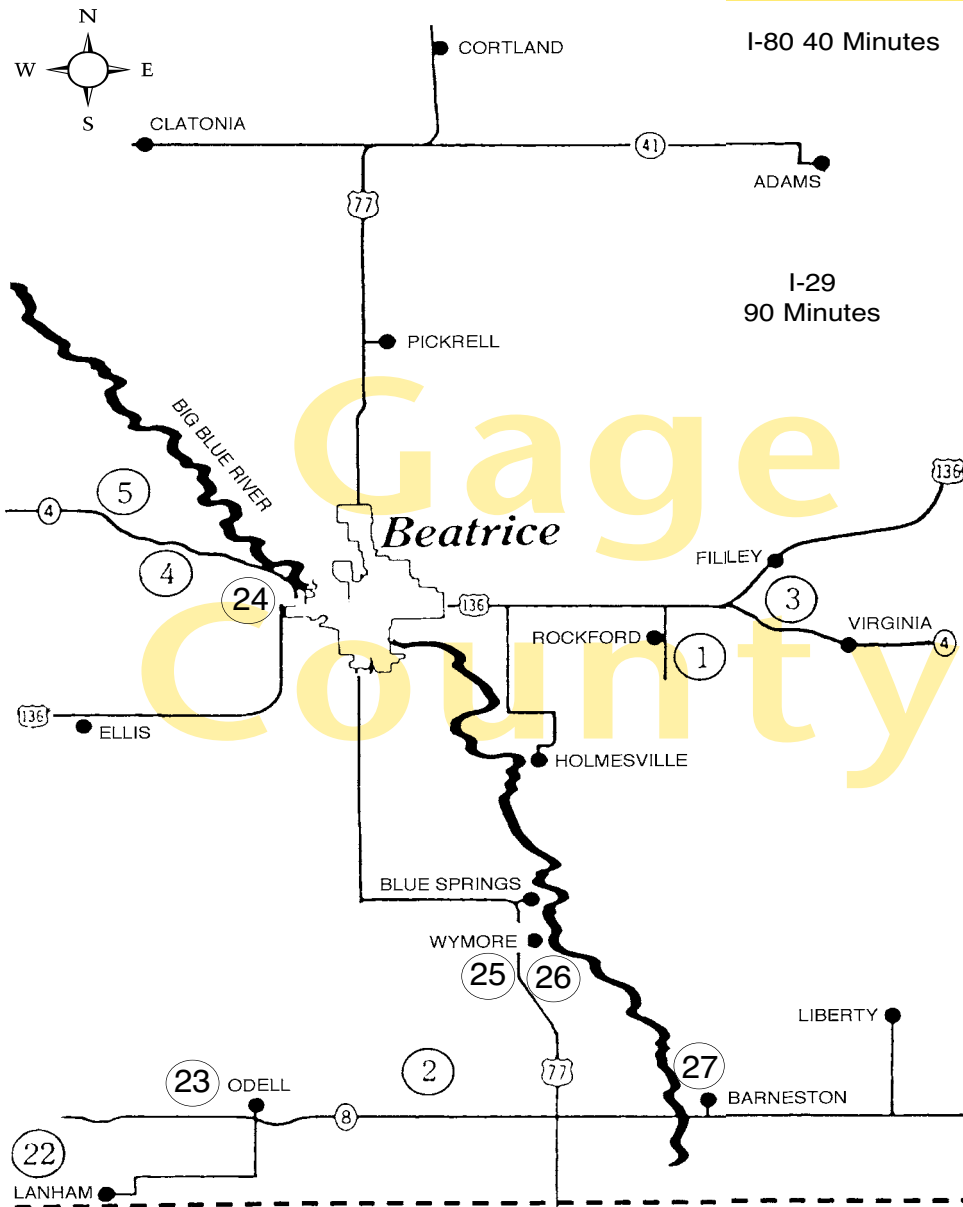 N
I-80 40 Minutes
CORTLAND
W E
S
CLATONIA
41
ADAMS
77
I-29
90 Minutes
PICKRELL
BIG BLUE RIVER
Gage
136
5
4
Beatrice
FILILEY
4
24
136
3
ROCKFORD
1
VIRGINIA
4
County
136
ELLIS
HOLMESVILLE
BLUE SPRINGS
WYMORE
25
26
LIBERTY
23
ODELL
2
77
27
BARNESTON
8
22
LANHAM